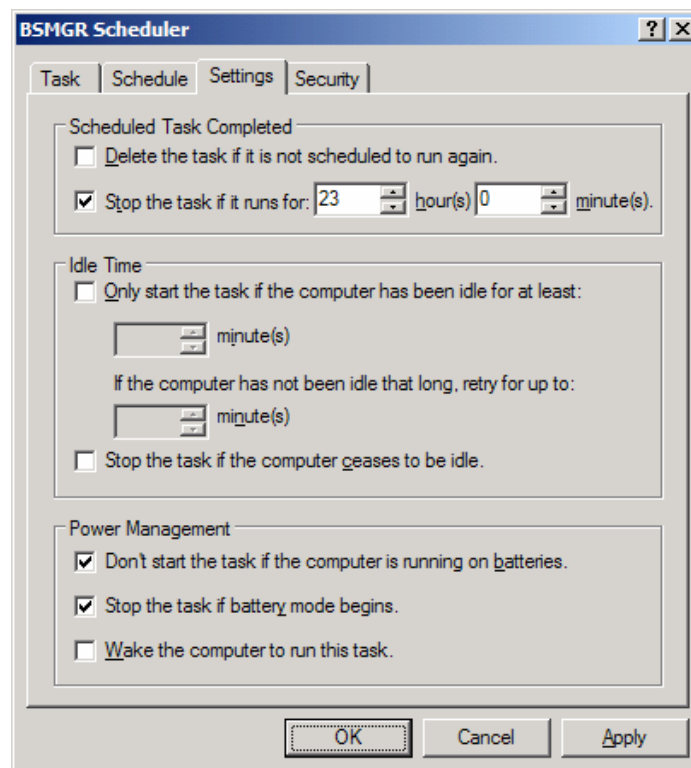 BSMGR Scheduler
Task Schedule Settings Security
Scheduled Task Completed
Delete the task if it is not scheduled to run again.
Stop the task if it runs for: 23 hour(s) 0 minute(s).
Idle Time
Only start the task if the computer has been idle for at least:
minute(s)
If the computer has not been idle that long, retry for up to:
minute(s)
Stop the task if the computer ceases to be idle.
Power Management
Don't start the task if the computer is running on batteries.
Stop the task if battery mode begins.
Wake the computer to run this task.
OK Cancel Apply